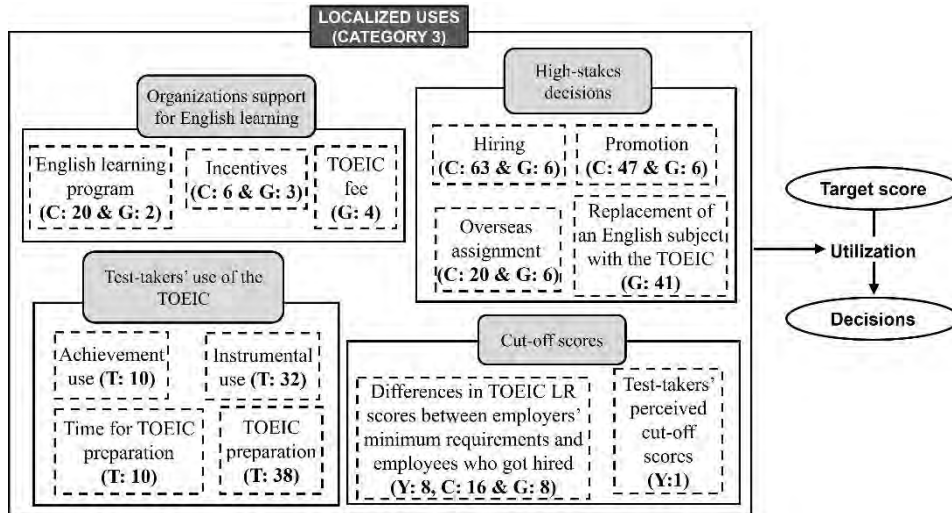 LOCALIZED USES
(CATEGORY 3)
Organizations support
for English learning
English learning
program
(C: 20 & G: 2)
Incentives
(C: 6 & G: 3)
TOEIC
fee
(G: 4)
High-stakes
decisions
Hiring
(C: 63 & G: 6)
Promotion
(C: 47 & G: 6)
Overseas
assignment
(C: 20 & G: 6)
Replacement of
an English subject
with the TOEIC
(G: 41)
Test-takers' use of the
TOEIC
Achievement
use (T: 10)
Instrumental
use (T: 32)
Time for TOEIC
preparation
(T: 10)
TOEIC
preparation
(T: 38)
Cut-off scores
Differences in TOEIC LR
scores between employers'
minimum requirements and
employees who got hired
(Y: 8, C: 16 & G: 8)
Test-takers'
perceived
cut-off
scores
(Y:1)
Target score
Utilization
Decisions